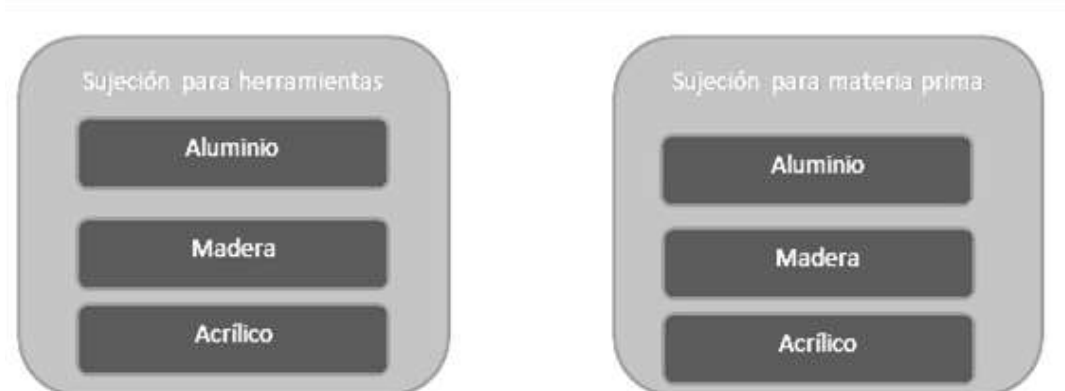 Sujeción para herramientas
Aluminio
Madera
Acrílico
Sujeción para materia prima
Aluminio
Madera
Acrílico